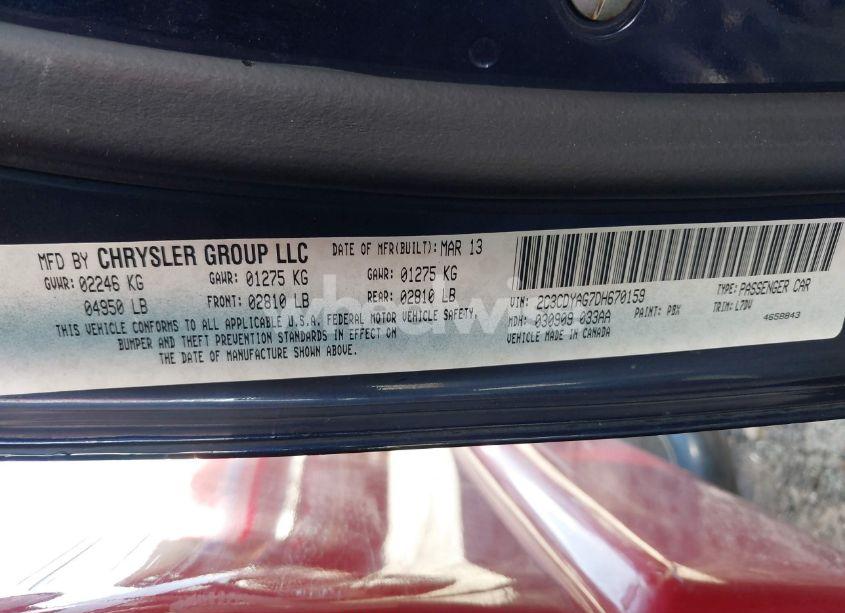 MFD BY CHRYSLER GROUP LLC DATE OF MFR(BUILT): MAR 13
GVWR: 02246 KG GAWR: 01275 KG GAWR: 01275 KG
04950 LB FRONT: 02810 LB REAR: 02810 LB
THIS VEHICLE CONFORMS TO ALL APPLICABLE U.S.A. FEDERAL MOTOR VEHICLE SAFETY,
BUMPER AND THEFT PREVENTION STANDARDS IN EFFECT ON
THE DATE OF MANUFACTURE SHOWN ABOVE.
VIN: 2C3CDYAG7DH670159 TYPE: PASSENGER CAR
MDH: 030909 033AA PAINT: PBX TRIM: L7DV
VEHICLE MADE IN CANADA 4658843